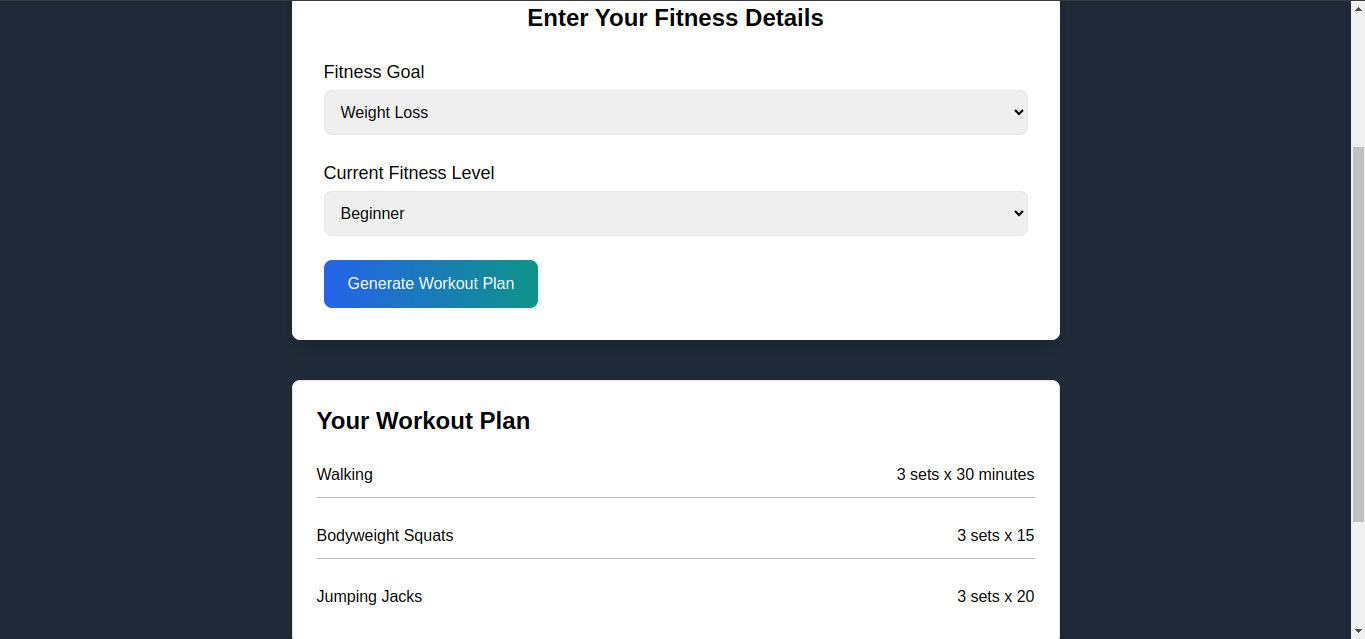 Enter Your Fitness Details
Fitness Goal
Weight Loss
Current Fitness Level
Beginner
Generate Workout Plan
Your Workout Plan
Walking 3 sets x 30 minutes
Bodyweight Squats 3 sets x 15
Jumping Jacks 3 sets x 20